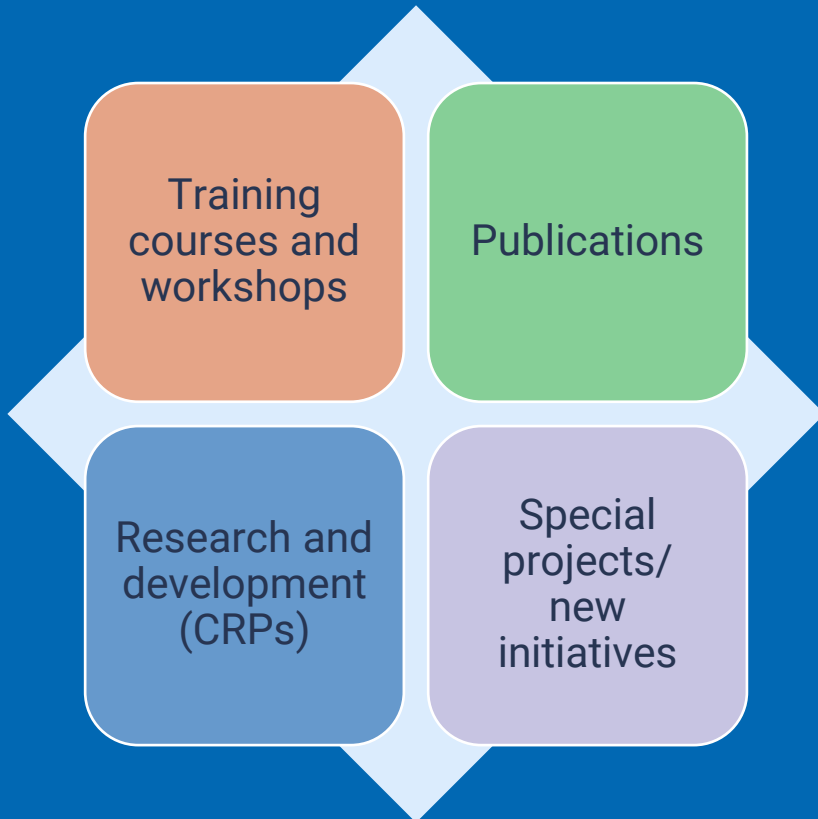 Training
courses and
workshops
Publications
Research and
development
(CRPs)
Special
projects/
new
initiatives